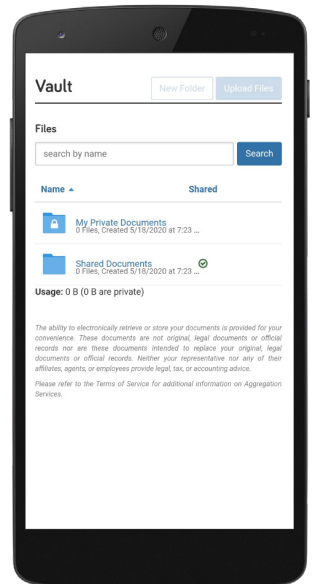 Vault
New Folder
Upload Files
Files
search by name
Search
Name
Shared
My Private Documents
0 Files, Created 5/18/2020 at 7:23 ...
Shared Documents
0 Files, Created 5/18/2020 at 7:23 ...
Usage: 0 B (0 B are private)
The ability to electronically retrieve or store your documents is provided for your
convenience. These documents are not original, legal documents or official
records nor are these documents intended to replace your original, legal
documents or official records. Neither your representative nor any of their
affiliates, agents, or employees provide legal, tax, or accounting advice.
Please refer to the Terms of Service for additional information on Aggregation
Services.